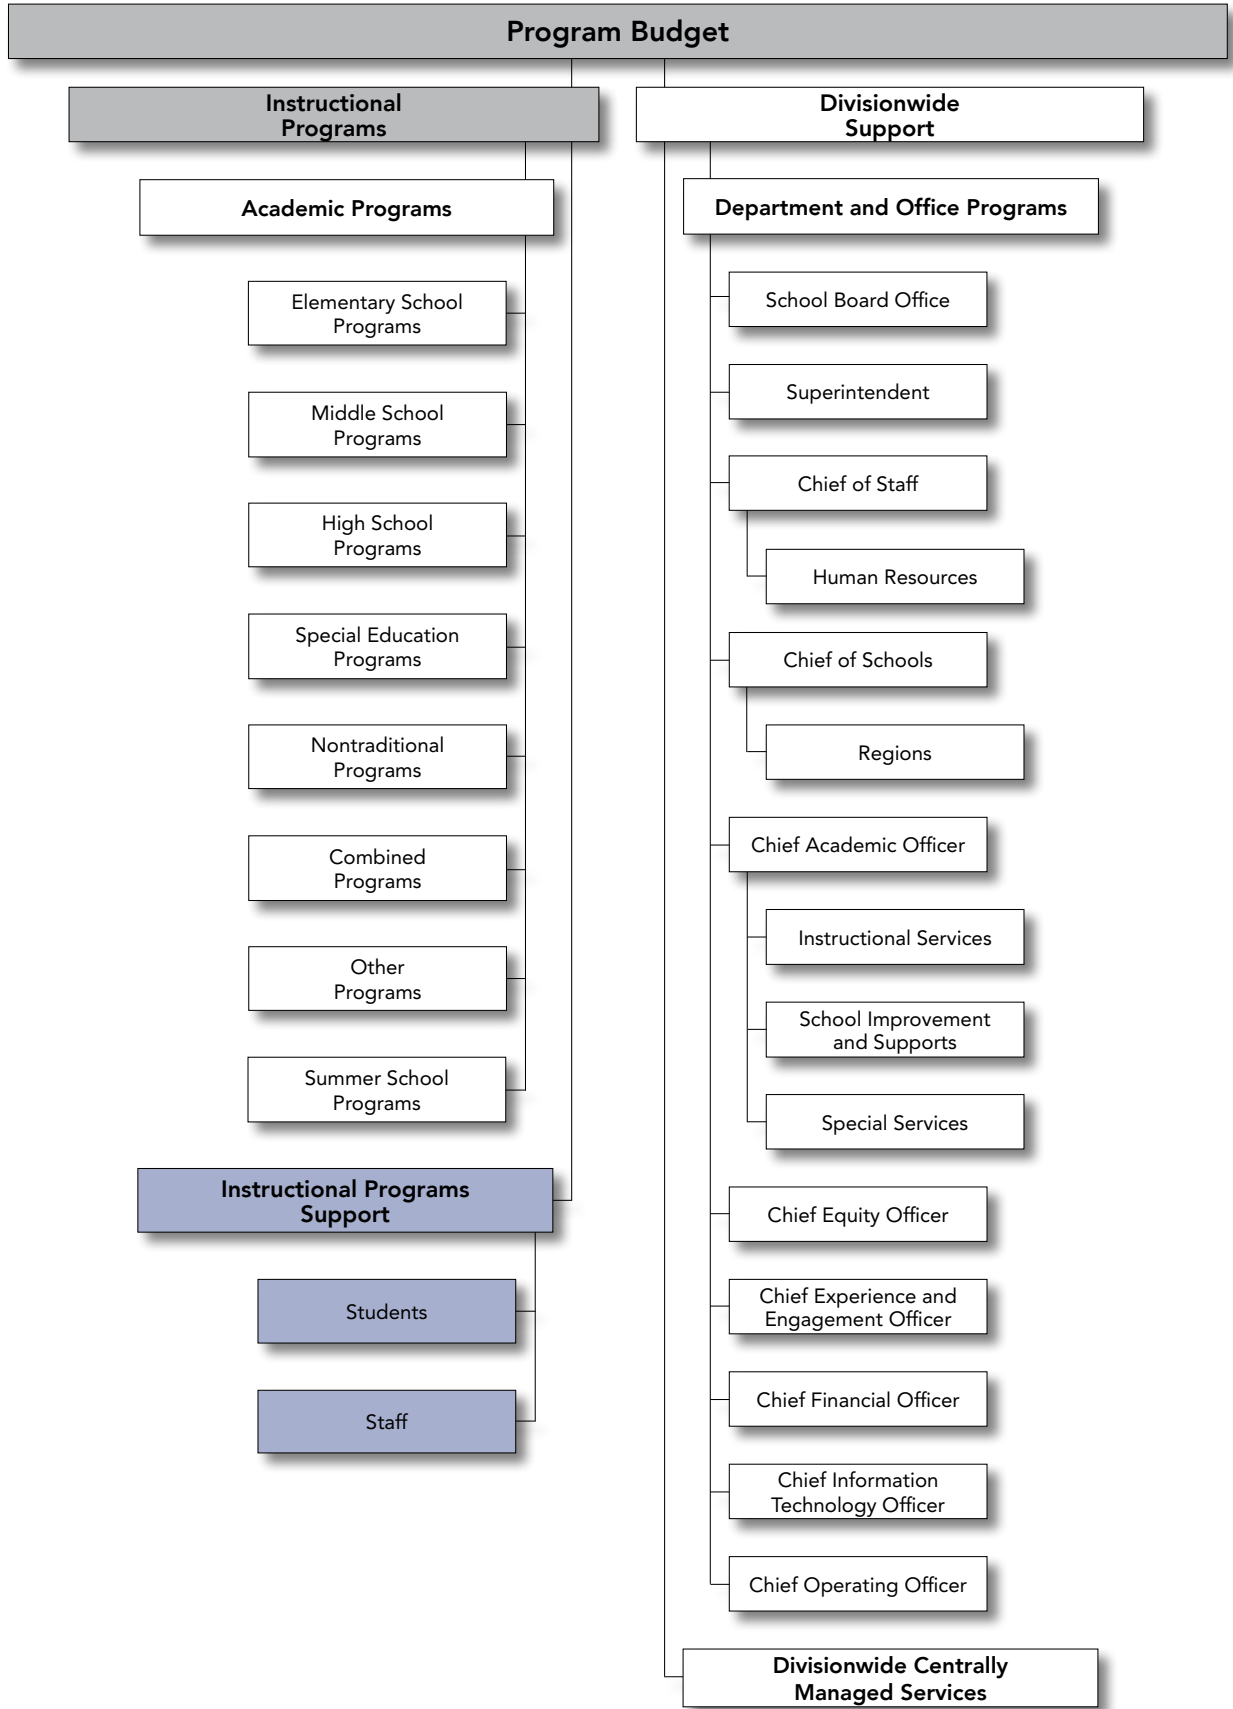 Program Budget
Instructional
Programs
Academic Programs
Elementary School
Programs
Middle School
Programs
High School
Programs
Special Education
Programs
Nontraditional
Programs
Combined
Programs
Other
Programs
Summer School
Programs
Instructional Programs
Support
Students
Staff
Divisionwide
Support
Department and Office Programs
School Board Office
Superintendent
Chief of Staff
Human Resources
Chief of Schools
Regions
Chief Academic Officer
Instructional Services
School Improvement
and Supports
Special Services
Chief Equity Officer
Chief Experience and
Engagement Officer
Chief Financial Officer
Chief Information
Technology Officer
Chief Operating Officer
Divisionwide Centrally
Managed Services